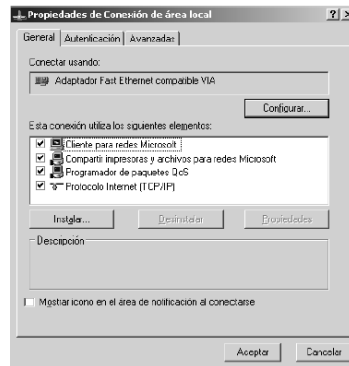 Propiedades de Conexión de área local
General Autenticación Avanzadas
Conectar usando:
Adaptador Fast Ethernet compatible VIA
Configurar...
Esta conexión utiliza los siguientes elementos:
Cliente para redes Microsoft
Compartir impresoras y archivos para redes Microsoft
Programador de paquetes QoS
Protocolo Internet (TCP/IP)
Instalar... Desinstalar Propiedades
Descripción
Mostrar icono en el área de notificación al conectarse
Aceptar Cancelar